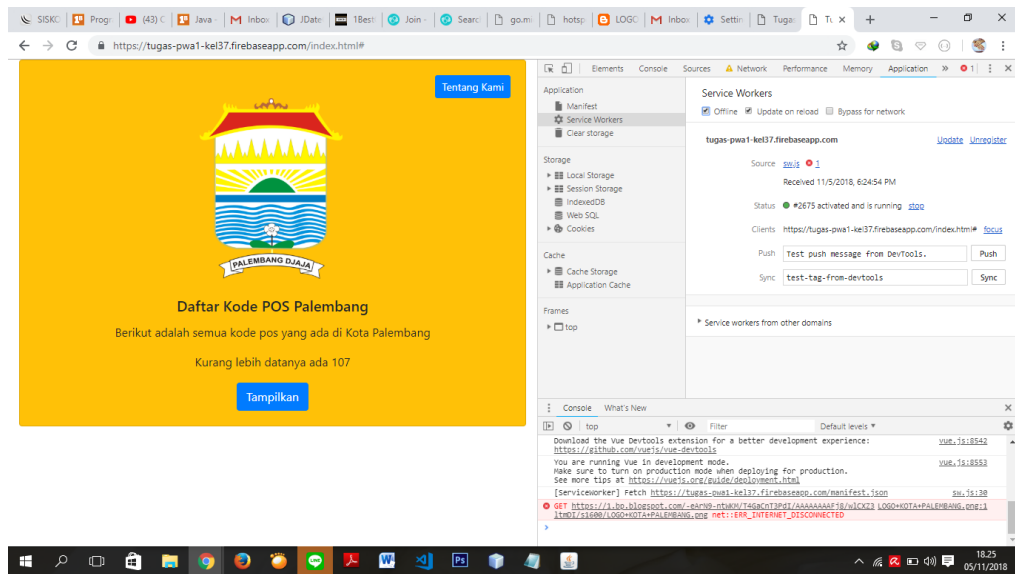 SISKO
Progr
(43) C
Java -
Inbox
JDate
1Best
Join -
Searc
go.m
hotsp
LOGC
Inbox
Settin
Tugas
Tu
https://tugas-pwa1-kel37.firebaseapp.com/index.html#
Tentang Kami
PALEMBANG DJAJA
Daftar Kode POS Palembang
Berikut adalah semua kode pos yang ada di Kota Palembang
Kurang lebih datanya ada 107
Tampilkan
Elements Console Sources Network Performance Memory Application » 1
Application
Manifest
Service Workers
Clear storage
Storage
Local Storage
Session Storage
IndexedDB
Web SQL
Cookies
Cache
Cache Storage
Application Cache
Frames
top
Service Workers
Offline Update on reload Bypass for network
tugas-pwa1-kel37.firebaseapp.com Update Unregister
Source sw.js 1
Received 11/5/2018, 6:24:54 PM
Status #2675 activated and is running stop
Clients https://tugas-pwa1-kel37.firebaseapp.com/index.html# focus
Push Test push message from DevTools. Push
Sync test-tag-from-devtools Sync
Service workers from other domains
Console What's New
top Filter Default levels
Download the Vue Devtools extension for a better development experience: vue.js:8542
https://github.com/vuejs/vue-devtools
You are running Vue in development mode. vue.js:8553
Make sure to turn on production mode when deploying for production.
See more tips at https://vuejs.org/guide/deployment.html
[ServiceWorker] Fetch https://tugas-pwa1-kel37.firebaseapp.com/manifest.json sw.js:30
GET https://1.bp.blogspot.com/ LOGO+KOTA+PALEMBANG.png:1
/s1600/LOGO+KOTA+PALEMBANG.png net::ERR_INTERNET_DISCONNECTED
LINE
W
Ps
18.25
05/11/2018